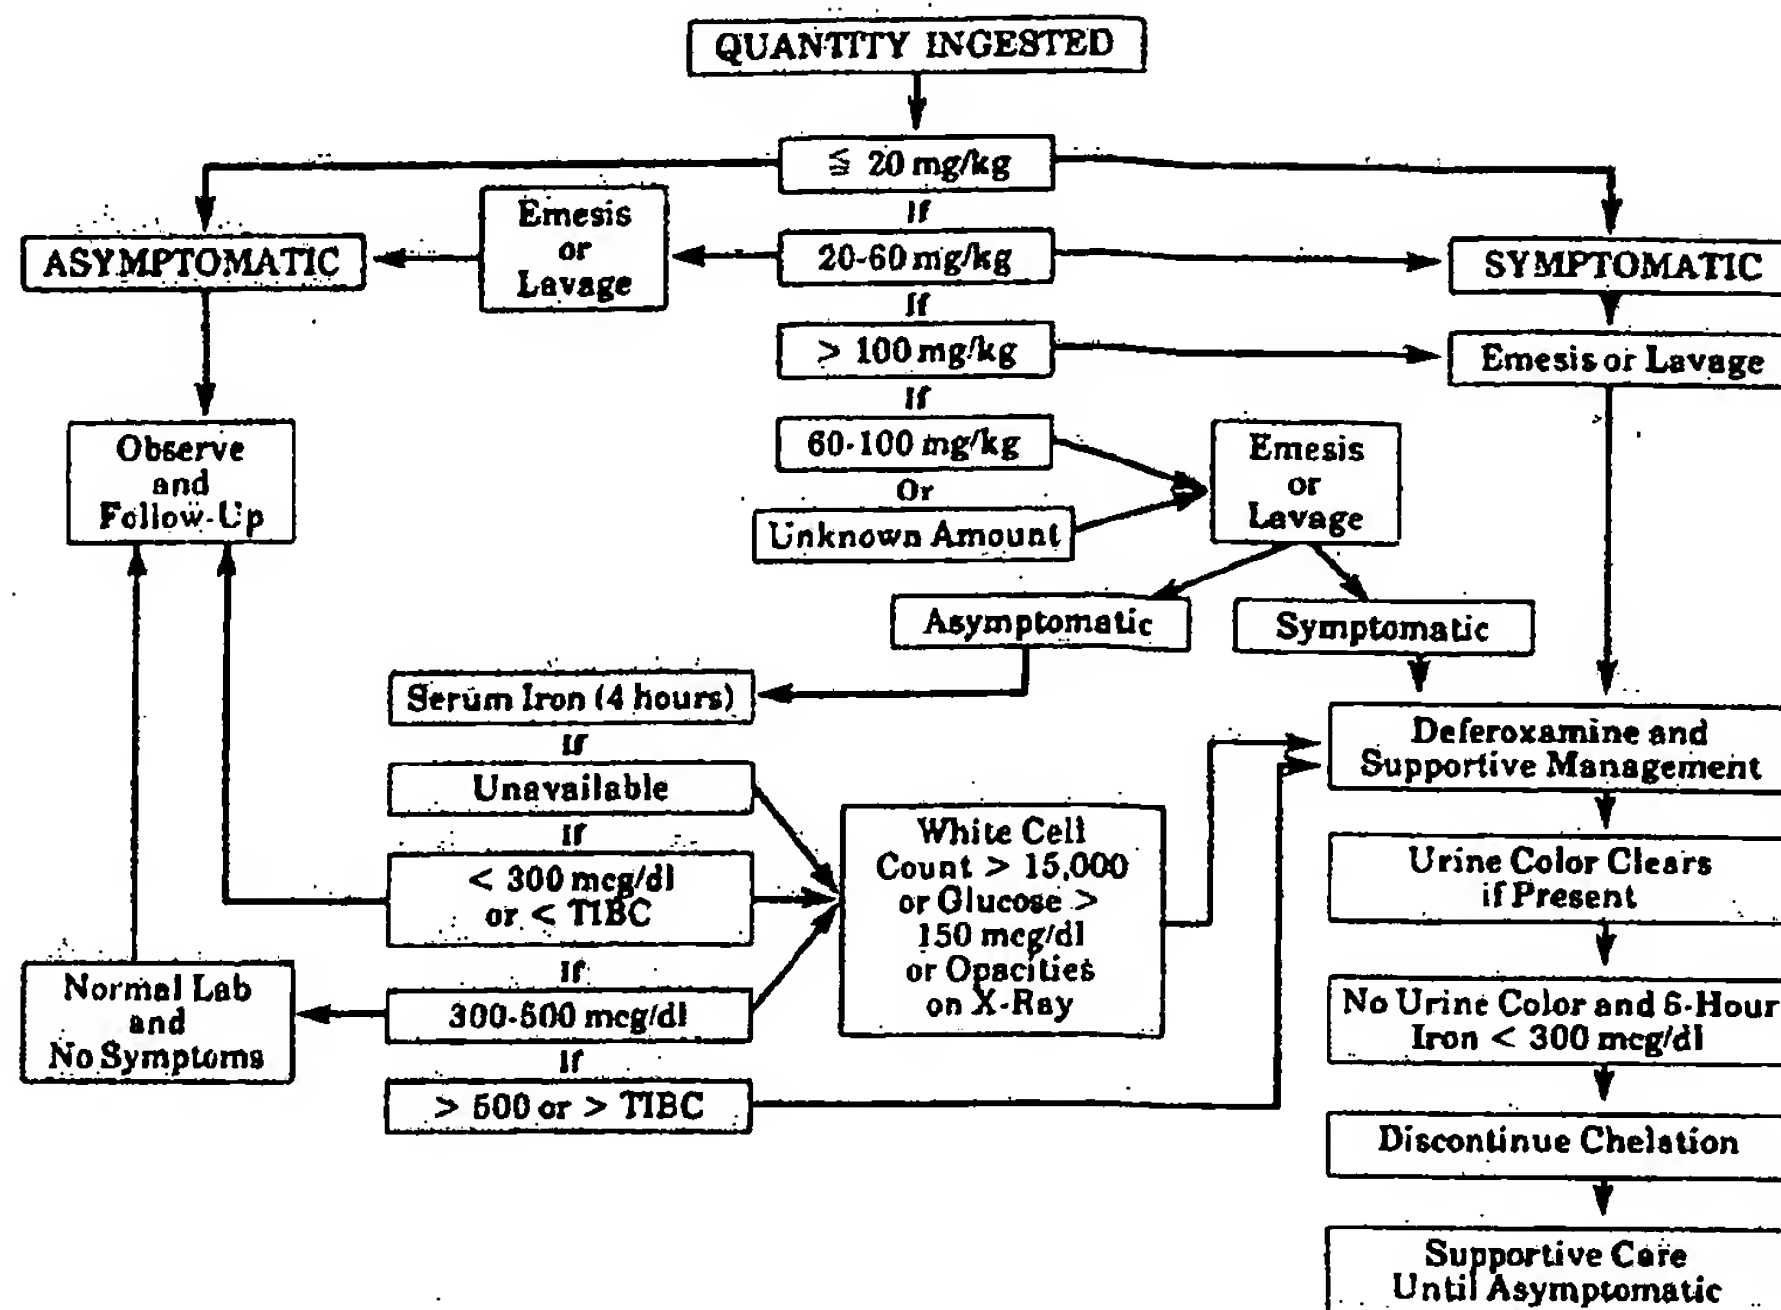 QUANTITY INGESTED
≦ 20 mg/kg
If
Emesis
or
Lavage
ASYMPTOMATIC
20-60 mg/kg
SYMPTOMATIC
If
> 100 mg/kg
Emesis or Lavage
If
60-100 mg/kg
Or
Unknown Amount
Emesis
or
Lavage
Observe
and
Follow-Up
Asymptomatic
Symptomatic
Serum Iron (4 hours)
If
Unavailable
If
< 300 mcg/dl
or < TIBC
If
300-500 mcg/dl
If
> 500 or > TIBC
Normal Lab
and
No Symptoms
White Cell
Count > 15,000
or Glucose >
150 mcg/dl
or Opacities
on X-Ray
Deferoxamine and
Supportive Management
Urine Color Clears
if Present
No Urine Color and 6-Hour
Iron < 300 mcg/dl
Discontinue Chelation
Supportive Care
Until Asymptomatic